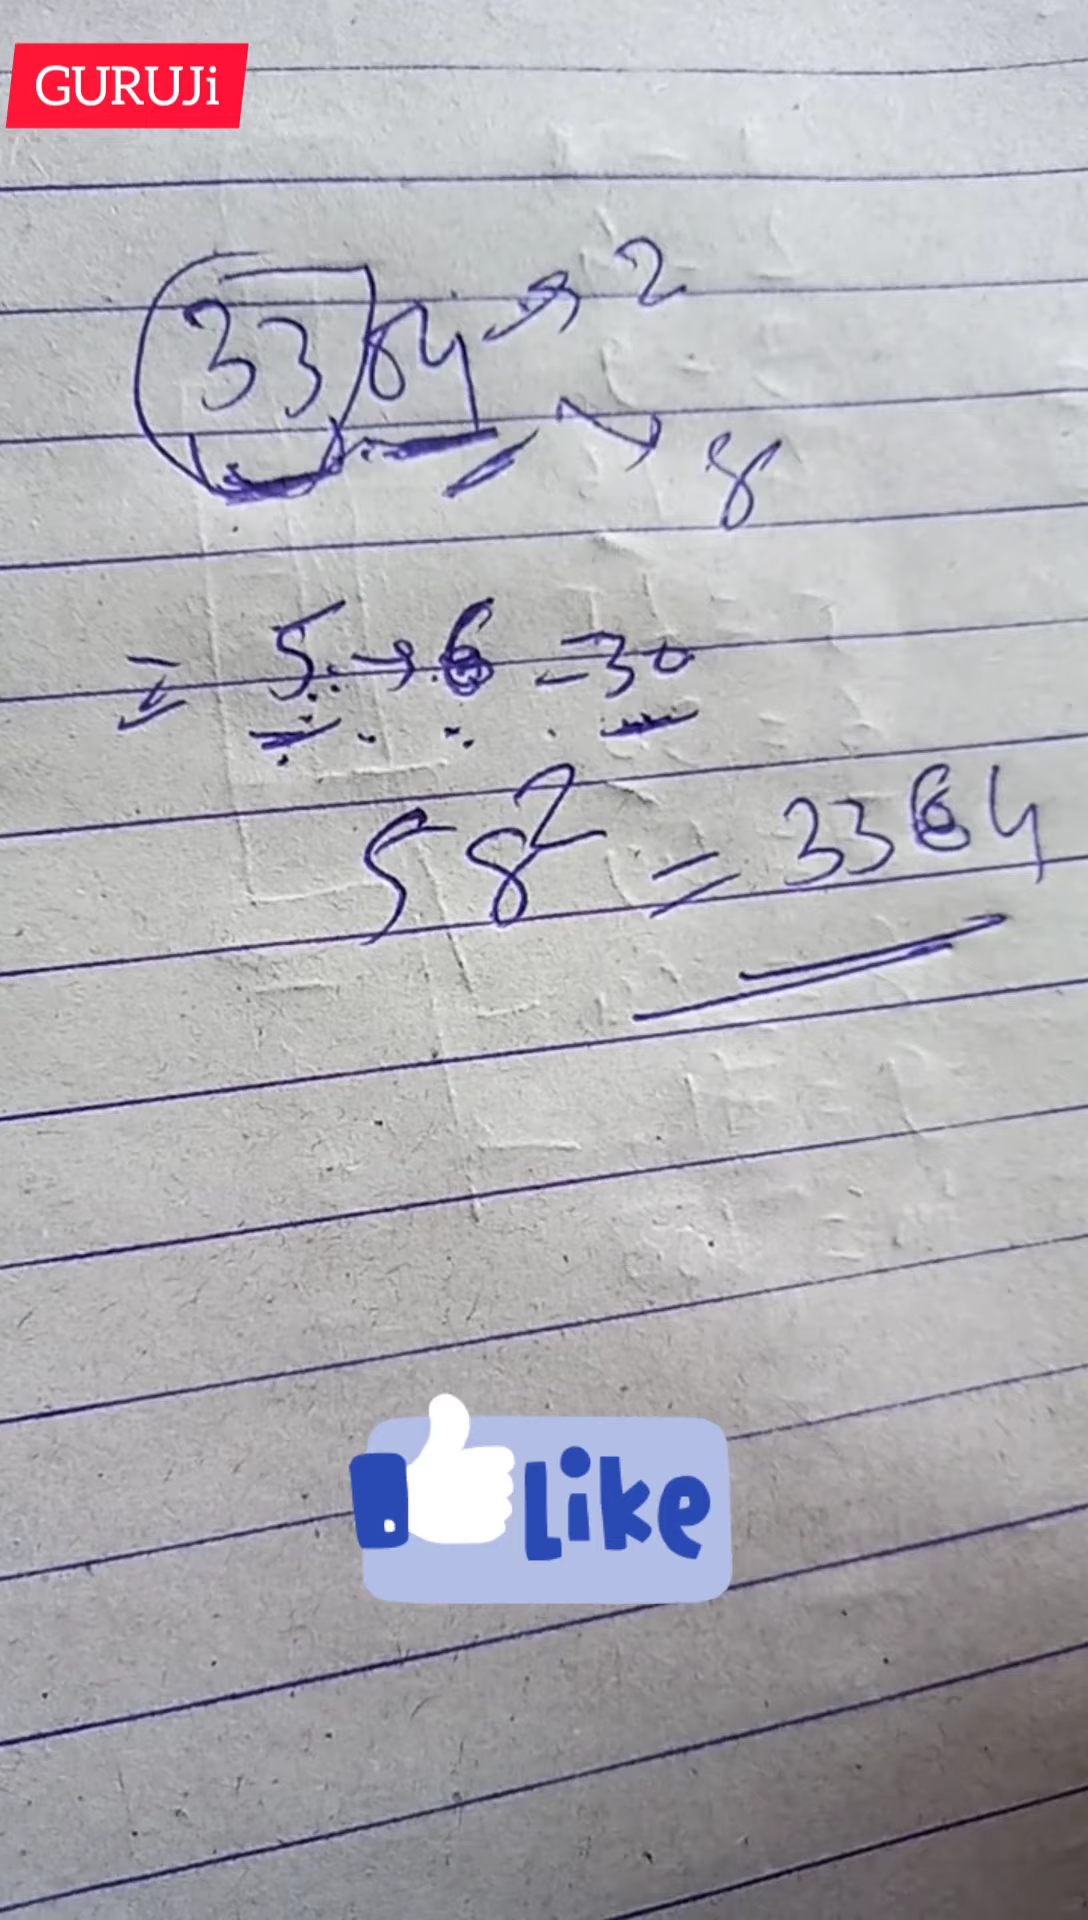 GURUJi
3364 → 2
→ 8
= 5 → 6 = 30
58² = 3364
Like